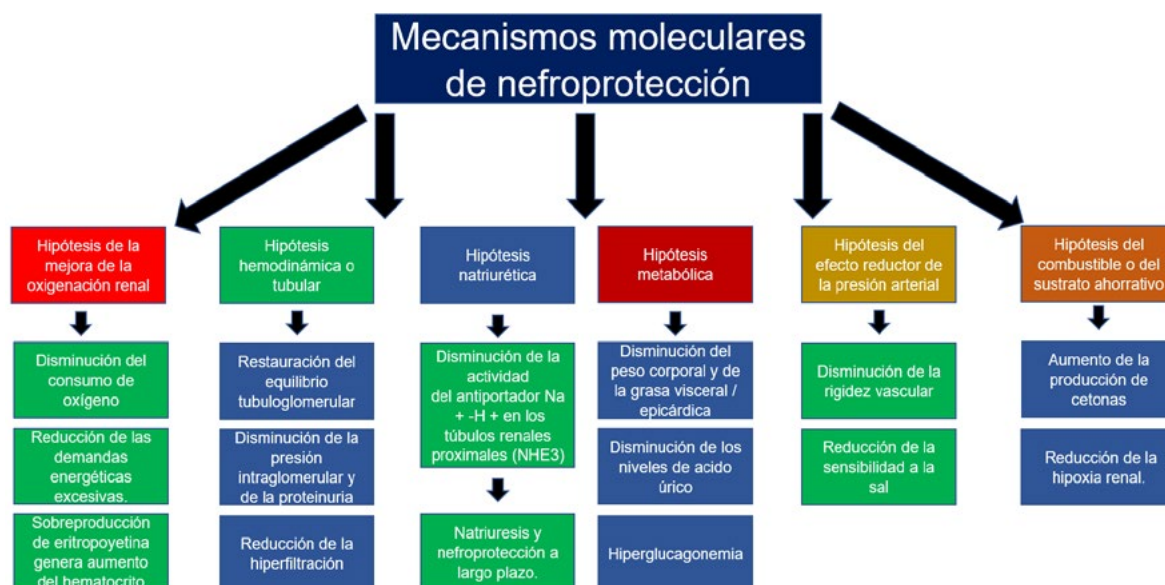 Mecanismos moleculares
de nefroprotección
Hipótesis de la
mejora de la
oxigenación renal
Disminución del
consumo de
oxígeno
Reducción de las
demandas
energéticas
excesivas.
Sobreproducción
de eritropoyetina
genera aumento
del hematocrito
Hipótesis
hemodinámica o
tubular
Restauración del
equilibrio
tubuloglomerular
Disminución de la
presión
intraglomerular y
de la proteinuria
Reducción de la
hiperfiltración
Hipótesis
natriurética
Disminución de la
actividad
del antiportador Na
+ -H + en los
túbulos renales
proximales (NHE3)
Natriuresis y
nefroprotección a
largo plazo.
Hipótesis
metabólica
Disminución del
peso corporal y de
la grasa visceral /
epicárdica
Disminución de los
niveles de acido
úrico
Hiperglucagonemia
Hipótesis del
efecto reductor de
la presión arterial
Disminución de la
rigidez vascular
Reducción de la
sensibilidad a la
sal
Hipótesis del
combustible o del
sustrato ahorrativo
Aumento de la
producción de
cetonas
Reducción de la
hipoxia renal.